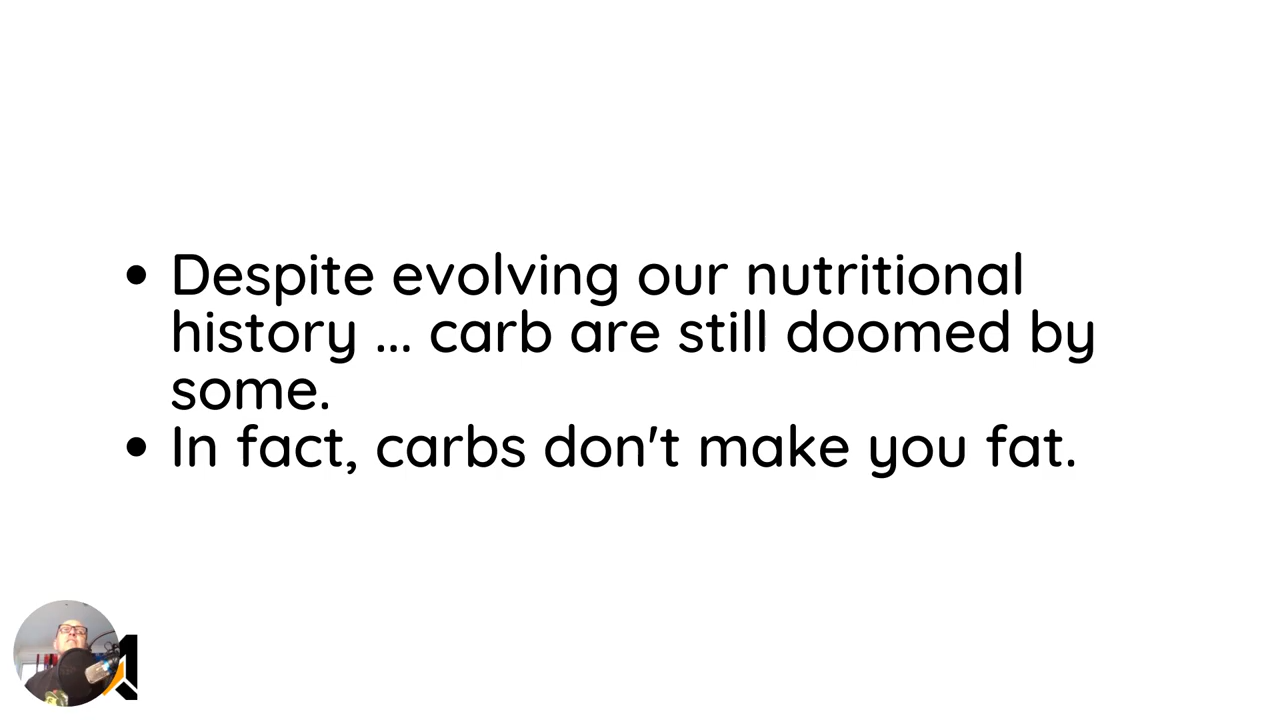 • Despite evolving our nutritional
history ... carb are still doomed by
some.
• In fact, carbs don't make you fat.